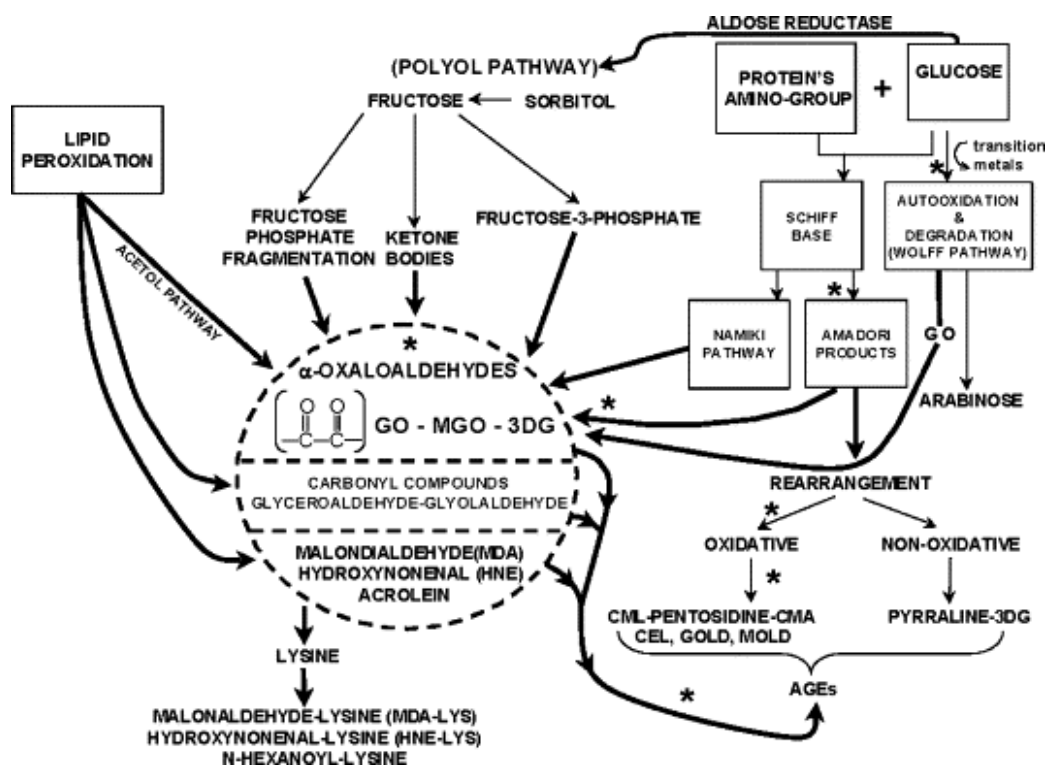 ALDOSE REDUCTASE
(POLYOL PATHWAY)
PROTEIN'S
AMINO-GROUP
+
GLUCOSE
FRUCTOSE
SORBITOL
LIPID
PEROXIDATION
transition
metals
*
FRUCTOSE
PHOSPHATE
FRAGMENTATION
KETONE
BODIES
FRUCTOSE-3-PHOSPHATE
SCHIFF
BASE
AUTOOXIDATION
&
DEGRADATION
(WOLFF PATHWAY)
ACETOL PATHWAY
*
NAMIKI
PATHWAY
AMADORI
PRODUCTS
GO
ARABINOSE
*
α-OXALOALDEHYDES
O O
C C
GO - MGO - 3DG
*
CARBONYL COMPOUNDS
GLYCEROALDEHYDE-GLYOLALDEHYDE
MALONDIALDEHYDE(MDA)
HYDROXYNONENAL (HNE)
ACROLEIN
REARRANGEMENT
*
OXIDATIVE
NON-OXIDATIVE
*
CML-PENTOSIDINE-CMA
CEL, GOLD, MOLD
PYRRALINE-3DG
AGEs
*
LYSINE
MALONALDEHYDE-LYSINE (MDA-LYS)
HYDROXYNONENAL-LYSINE (HNE-LYS)
N-HEXANOYL-LYSINE